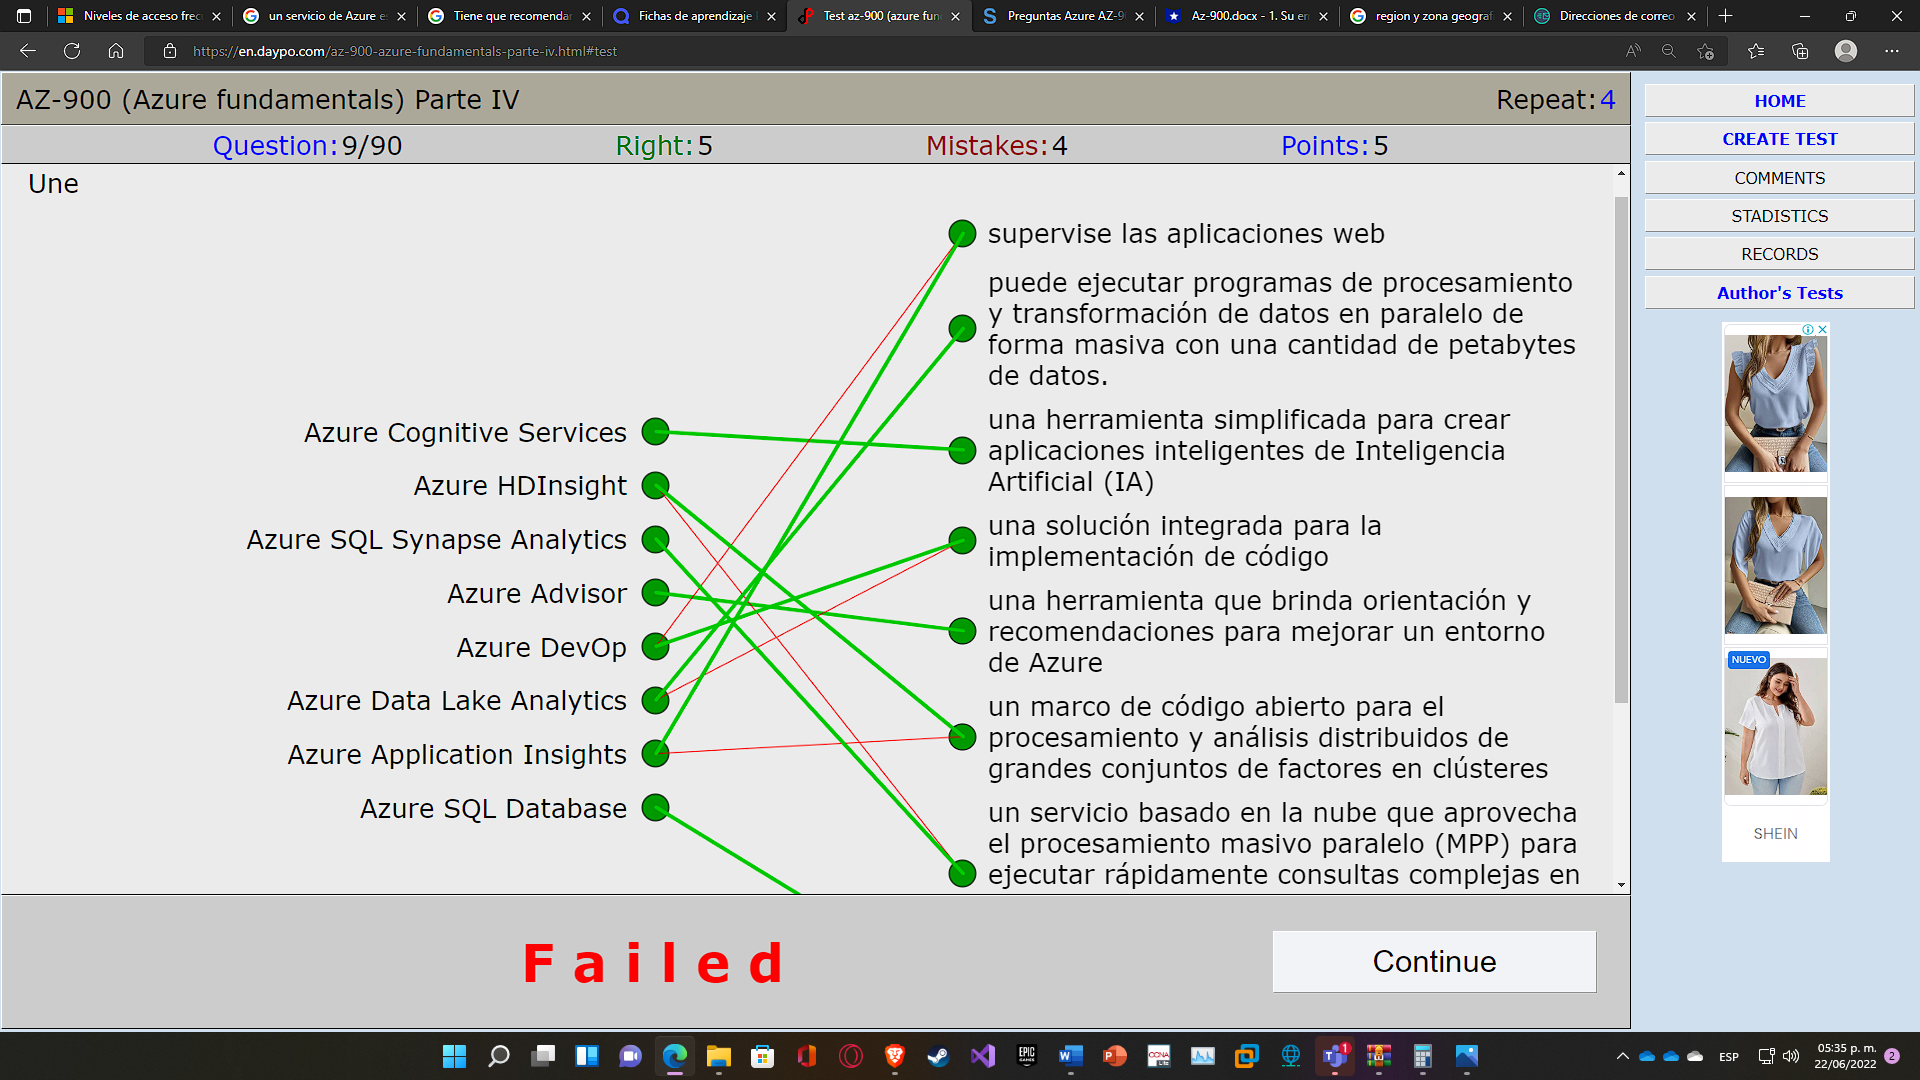 Niveles de acceso frec
un servicio de Azure es
Tiene que recomendar
Fichas de aprendizaje
Test az-900 (azure fun
Preguntas Azure AZ-9
Az-900.docx - 1. Su em
region y zona geograf
Direcciones de correo
https://en.daypo.com/az-900-azure-fundamentals-parte-iv.html#test
AZ-900 (Azure fundamentals) Parte IV
Repeat:4
Question:9/90
Right:5
Mistakes:4
Points:5
Une
Azure Cognitive Services
Azure HDInsight
Azure SQL Synapse Analytics
Azure Advisor
Azure DevOp
Azure Data Lake Analytics
Azure Application Insights
Azure SQL Database
supervise las aplicaciones web
puede ejecutar programas de procesamiento
y transformación de datos en paralelo de
forma masiva con una cantidad de petabytes
de datos.
una herramienta simplificada para crear
aplicaciones inteligentes de Inteligencia
Artificial (IA)
una solución integrada para la
implementación de código
una herramienta que brinda orientación y
recomendaciones para mejorar un entorno
de Azure
un marco de código abierto para el
procesamiento y análisis distribuidos de
grandes conjuntos de factores en clústeres
un servicio basado en la nube que aprovecha
el procesamiento masivo paralelo (MPP) para
ejecutar rápidamente consultas complejas en
Failed
Continue
HOME
CREATE TEST
COMMENTS
STADISTICS
RECORDS
Author's Tests
NUEVO
SHEIN
ESP
05:35 p. m.
22/06/2022
2